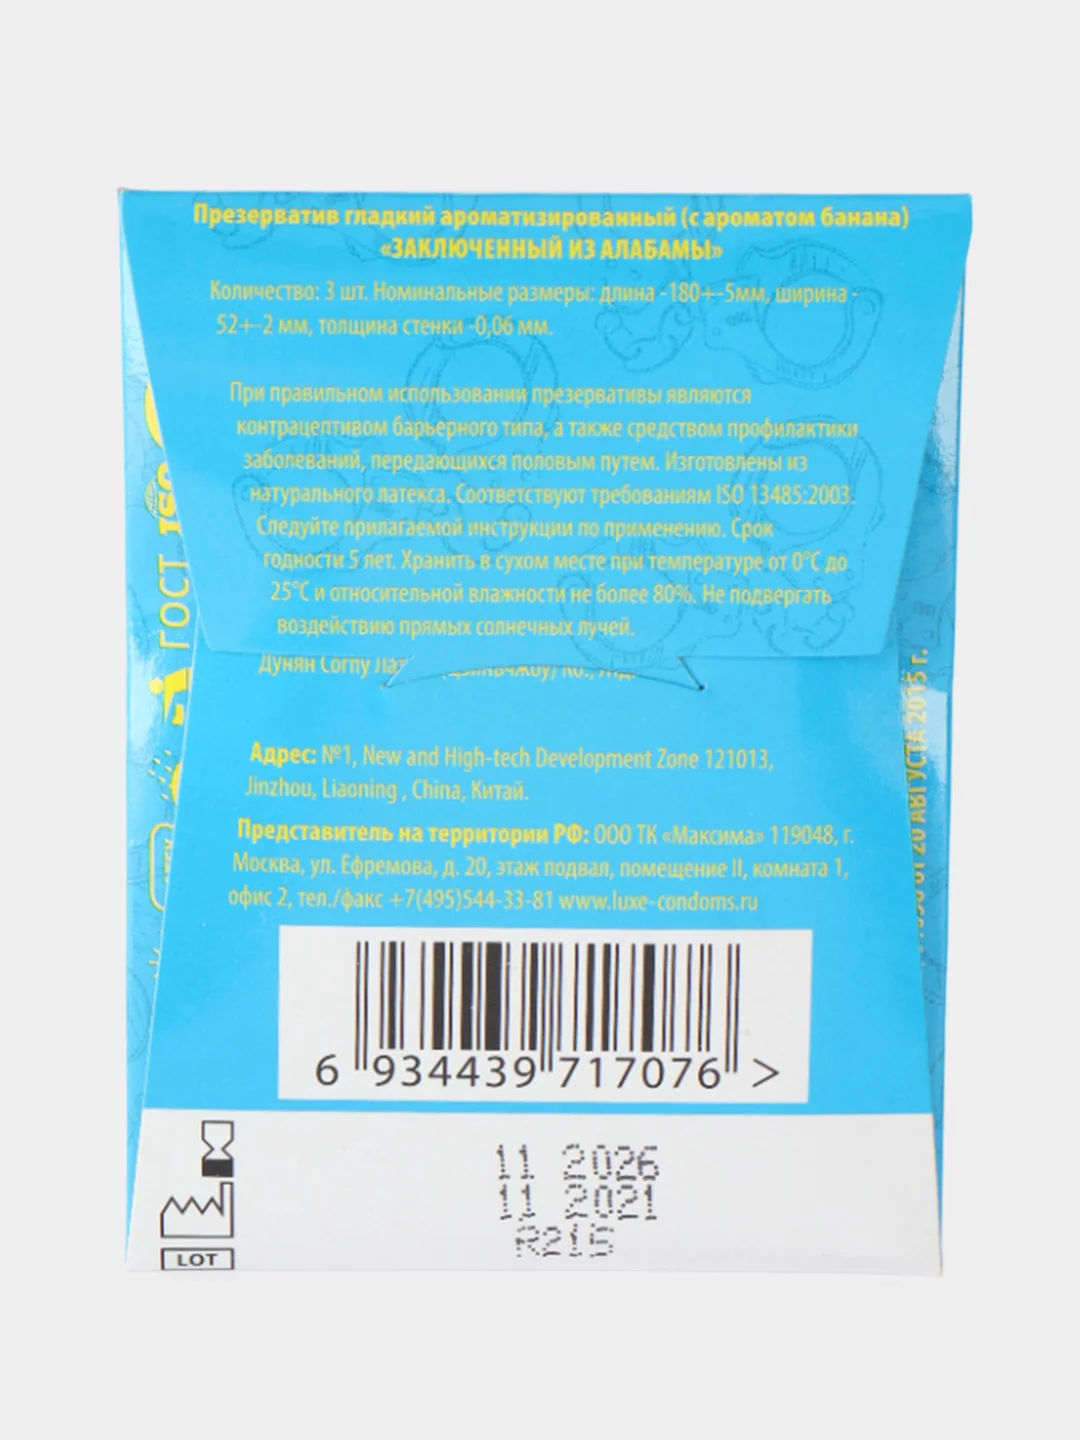 Презерватив гладкий ароматизированный (с ароматом банана)
«ЗАКЛЮЧЕННЫЙ ИЗ АЛАБАМЫ»
Количество: 3 шт. Номинальные размеры: длина -180+-5мм, ширина -
52+-2 мм, толщина стенки -0,06 мм.
При правильном использовании презервативы являются
контрацептивом барьерного типа, а также средством профилактики
заболеваний, передающихся половым путем. Изготовлены из
натурального латекса. Соответствуют требованиям ISO 13485:2003.
Следуйте прилагаемой инструкции по применению. Срок
годности 5 лет. Хранить в сухом месте при температуре от 0°С до
25°С и относительной влажности не более 80%. Не подвергать
воздействию прямых солнечных лучей.
Дунян Corny
Адрес: №1, New and High-tech Development Zone 121013,
Jinzhou, Liaoning , China, Китай.
Представитель на территории РФ: ООО ТК «Максима» 119048, г.
Москва, ул. Ефремова, д. 20, этаж подвал, помещение II, комната 1,
офис 2, тел./факс +7(495)544-33-81 www.luxe-condoms.ru
6 934439 717076 >
11 2026
11 2021
R215
LOT
ГОСТ ISO
20 АВГУСТА 2015 г.